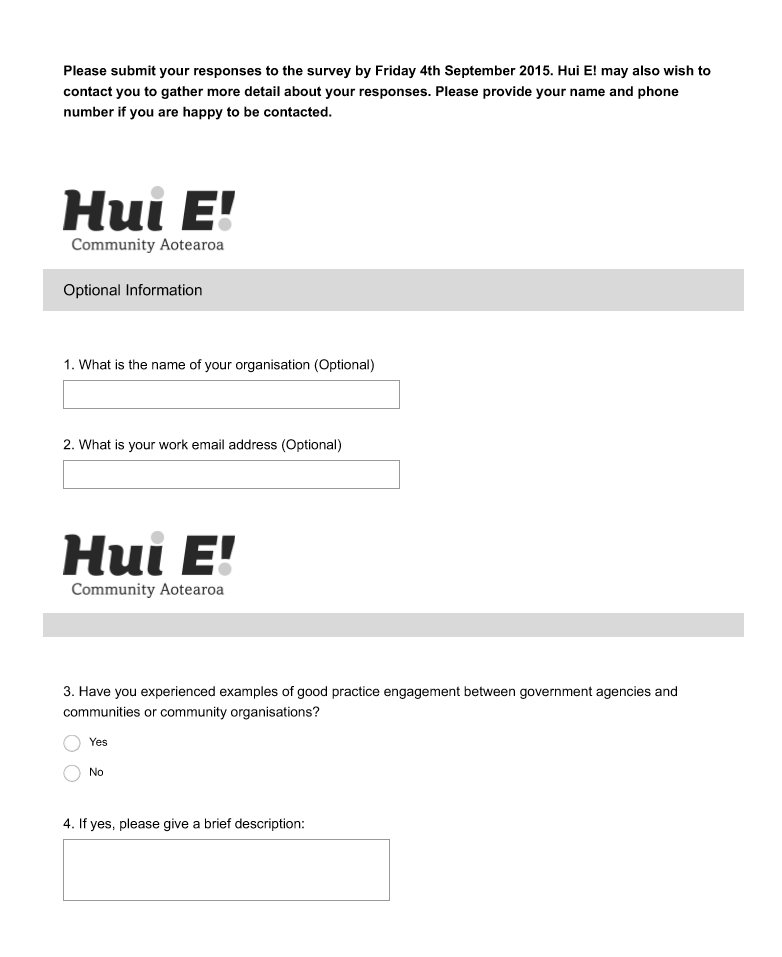 Please submit your responses to the survey by Friday 4th September 2015. Hui E! may also wish to
contact you to gather more detail about your responses. Please provide your name and phone
number if you are happy to be contacted.
Hui E!
Community Aotearoa
Optional Information
1. What is the name of your organisation (Optional)
2. What is your work email address (Optional)
Hui E!
Community Aotearoa
3. Have you experienced examples of good practice engagement between government agencies and
communities or community organisations?
Yes
No
4. If yes, please give a brief description: